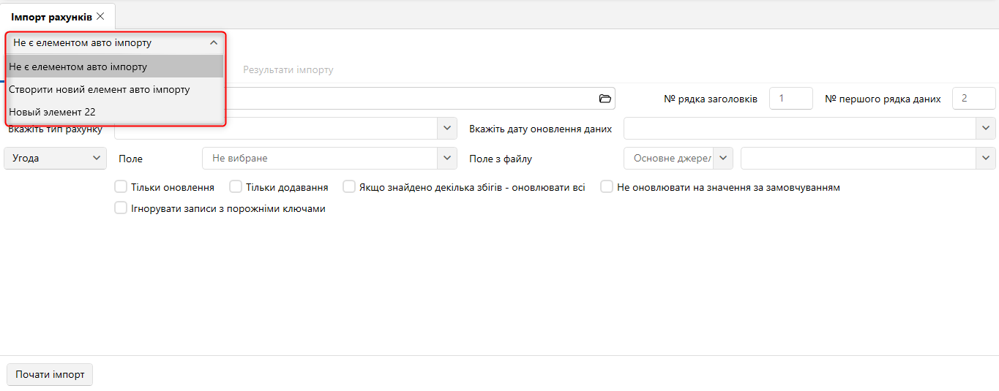 Імпорт рахунків
Не є елементом авто імпорту
Не є елементом авто імпорту
Результати імпорту
Створити новий елемент авто імпорту
№ рядка заголовків 1 № першого рядка даних 2
Новый элемент 22
Вкажіть тип рахунку Вкажіть дату оновлення даних
Угода Поле Не вибране Поле з файлу Основне джерел
Тільки оновлення Тільки додавання Якщо знайдено декілька збігів - оновлювати всі Не оновлювати на значення за замовчуванням
Ігнорувати записи з порожніми ключами
Почати імпорт